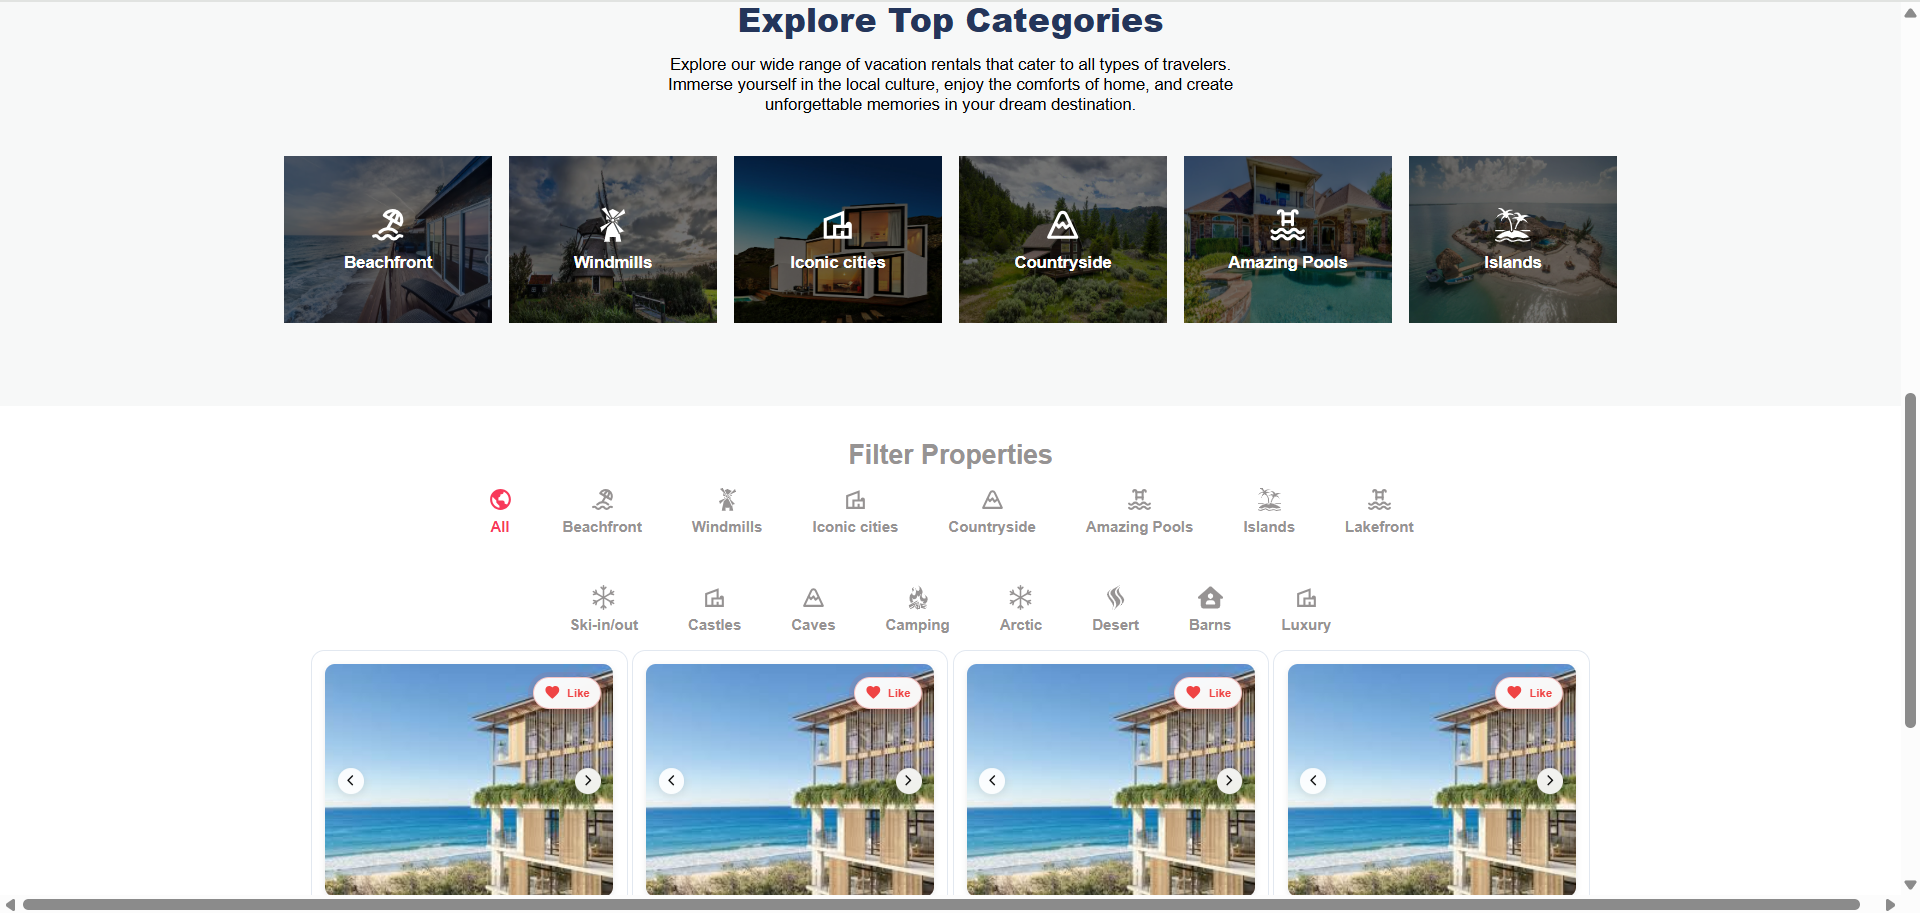 Explore Top Categories
Explore our wide range of vacation rentals that cater to all types of travelers.
Immerse yourself in the local culture, enjoy the comforts of home, and create
unforgettable memories in your dream destination.
Beachfront
Windmills
Iconic cities
Countryside
Amazing Pools
Islands
Filter Properties
All
Beachfront
Windmills
Iconic cities
Countryside
Amazing Pools
Islands
Lakefront
Ski-in/out
Castles
Caves
Camping
Arctic
Desert
Barns
Luxury
Like
Like
Like
Like